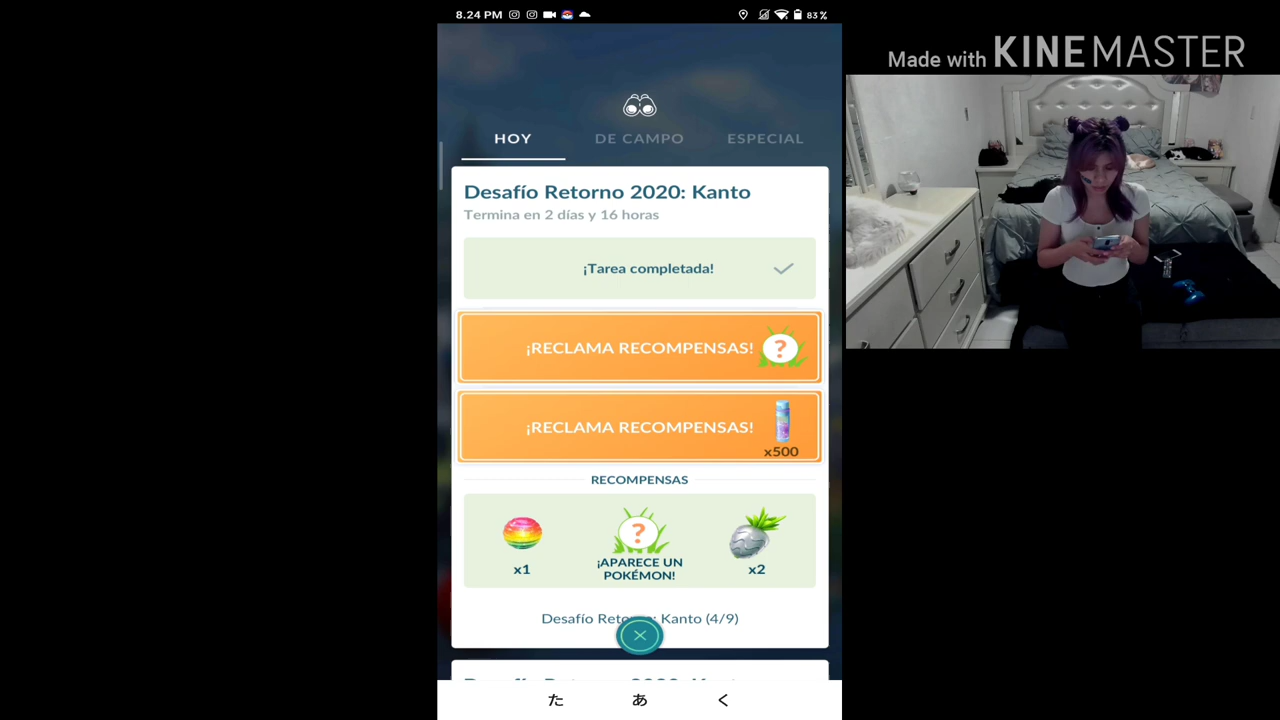 8.24 PM
83%
Made with KINEMASTER
HOY
DE CAMPO
ESPECIAL
Desafío Retorno 2020: Kanto
Termina en 2 días y 16 horas
¡Tarea completada!
¡RECLAMA RECOMPENSAS!
?
¡RECLAMA RECOMPENSAS!
x500
RECOMPENSAS
?
¡APARECE UN
POKÉMON!
x1
x2
Kanto (4/9)
た
あ
く